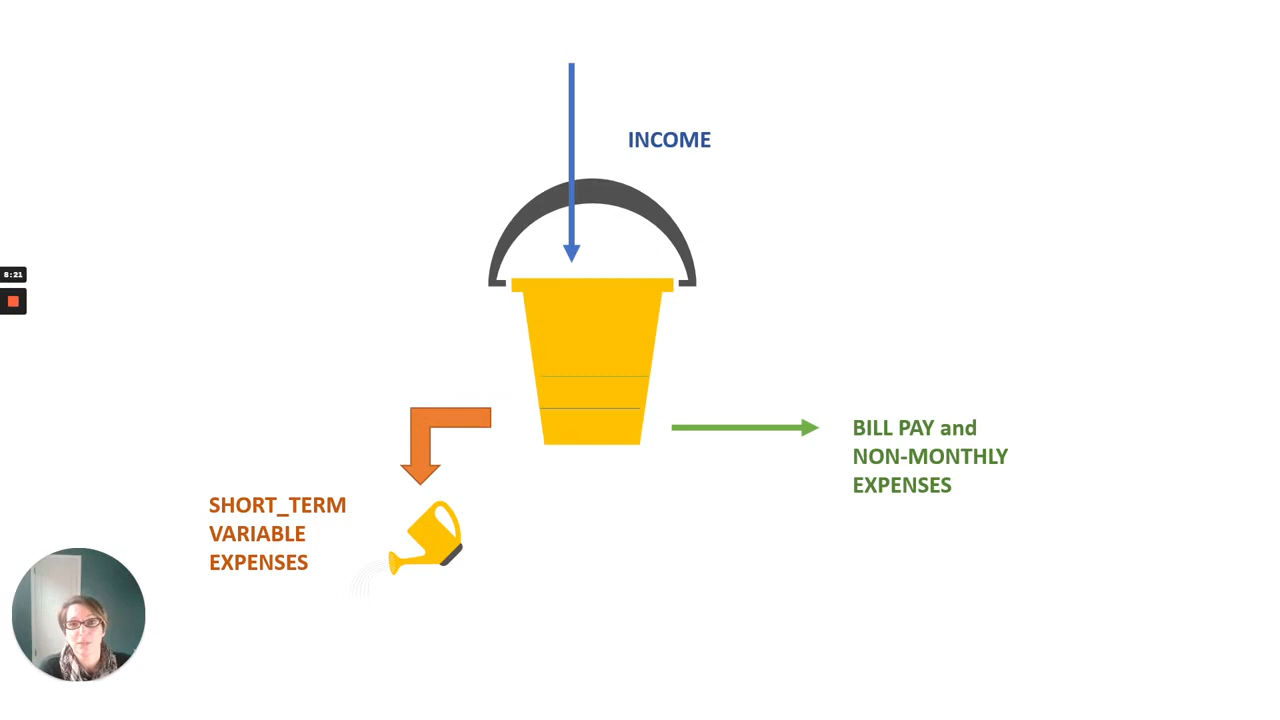 INCOME
8:21
BILL PAY and
NON-MONTHLY
EXPENSES
SHORT_TERM
VARIABLE
EXPENSES